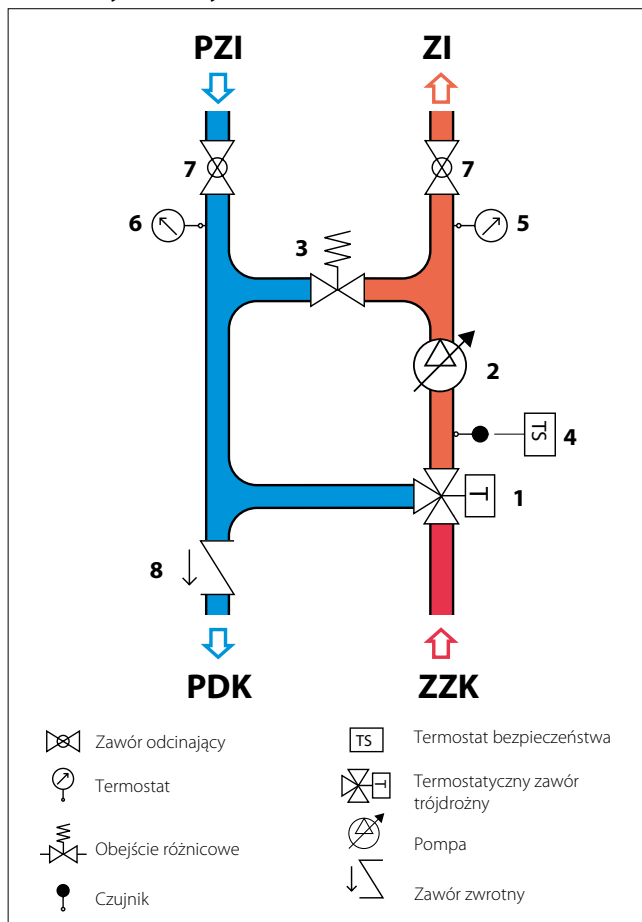 PZI
ZI
7
7
6
3
5
2
TS
4
T
1
8
PDK
ZZK
Zawór odcinający
Termostat
Obejście różnicowe
Czujnik
TS
Termostat bezpieczeństwa
T
Termostatyczny zawór
trójdrożny
Pompa
Zawór zwrotny